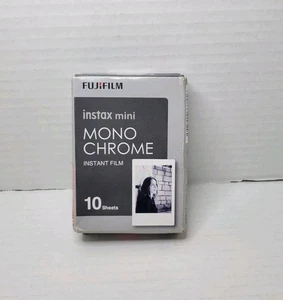 FUJIFILM
instax mini
MONO
CHROME
INSTANT FILM
10 Sheets